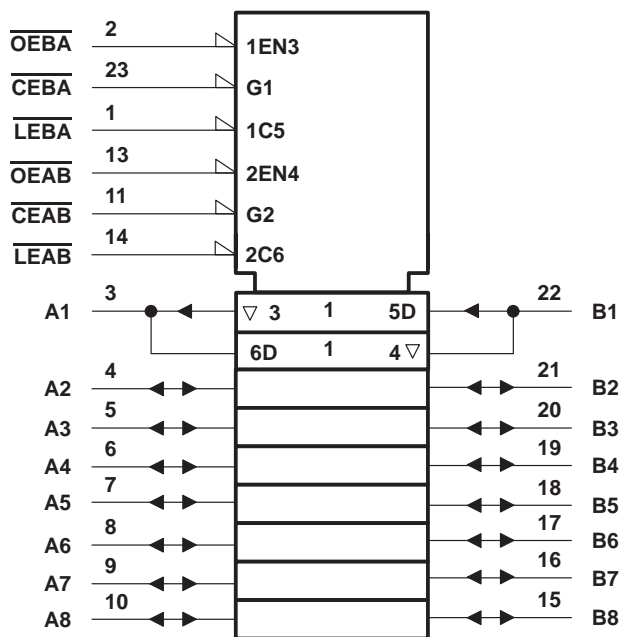 OEBA 2 1EN3
CEBA 23 G1
LEBA 1 1C5
OEAB 13 2EN4
CEAB 11 G2
LEAB 14 2C6
A1 3 ▽ 3 1 5D 22 B1
6D 1 4 ▽
A2 4 21 B2
A3 5 20 B3
A4 6 19 B4
A5 7 18 B5
A6 8 17 B6
A7 9 16 B7
A8 10 15 B8